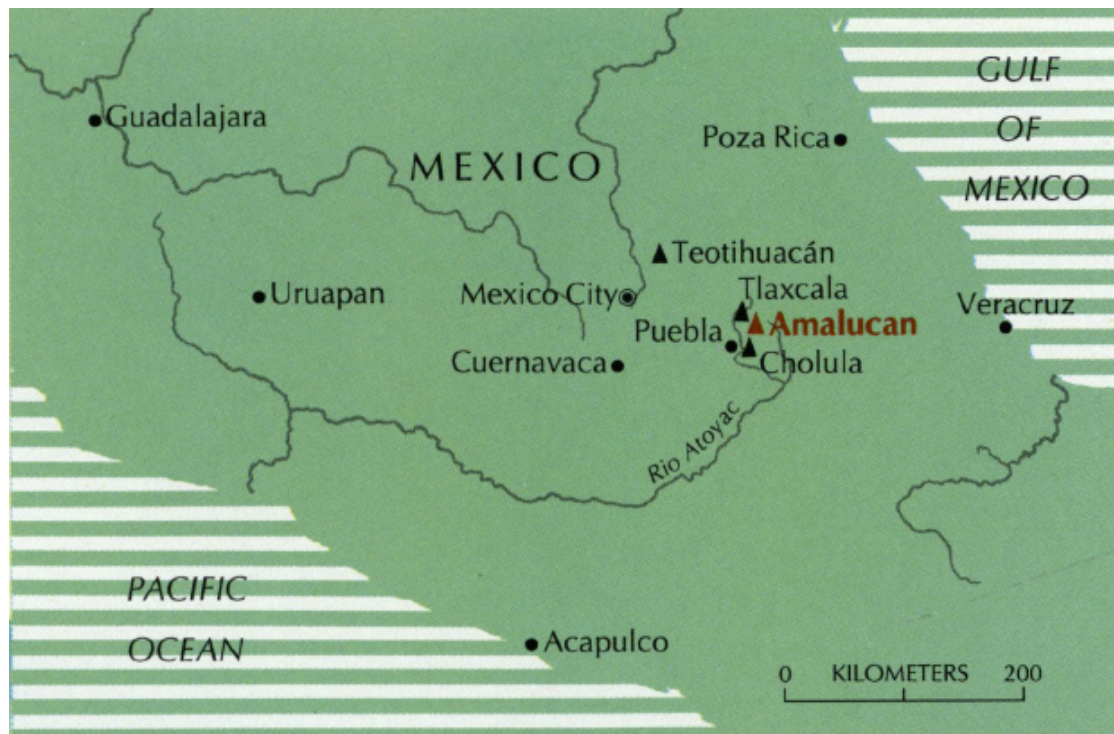 GULF
OF
MEXICO
Guadalajara
Poza Rica
MEXICO
Teotihuacán
Tlaxcala
Uruapan
Mexico City
Veracruz
Amalucan
Puebla
Cuernavaca
Cholula
Rio Atoyac
PACIFIC
OCEAN
Acapulco
0 KILOMETERS 200